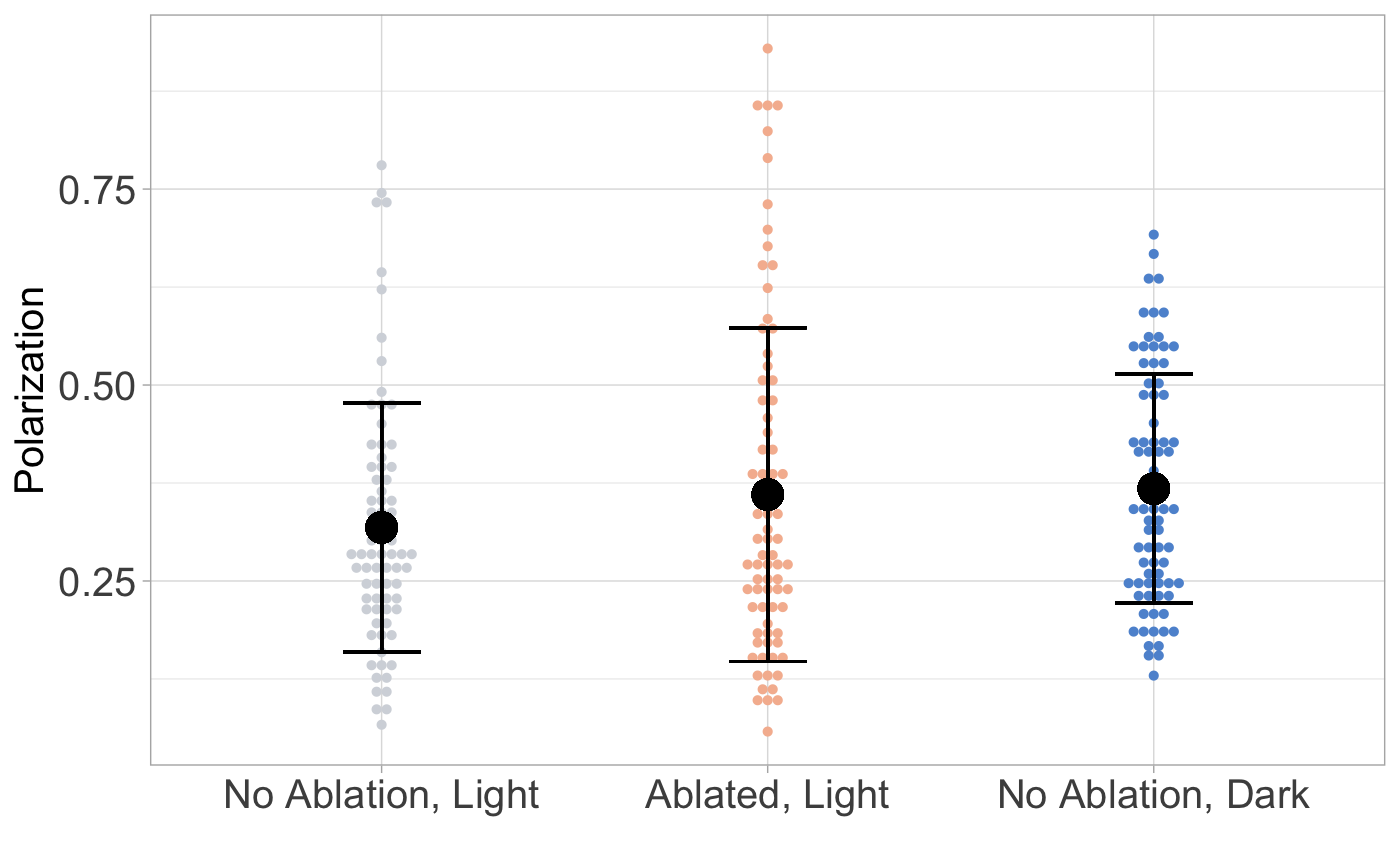 Polarization
0.75
0.50
0.25
No Ablation, Light
Ablated, Light
No Ablation, Dark